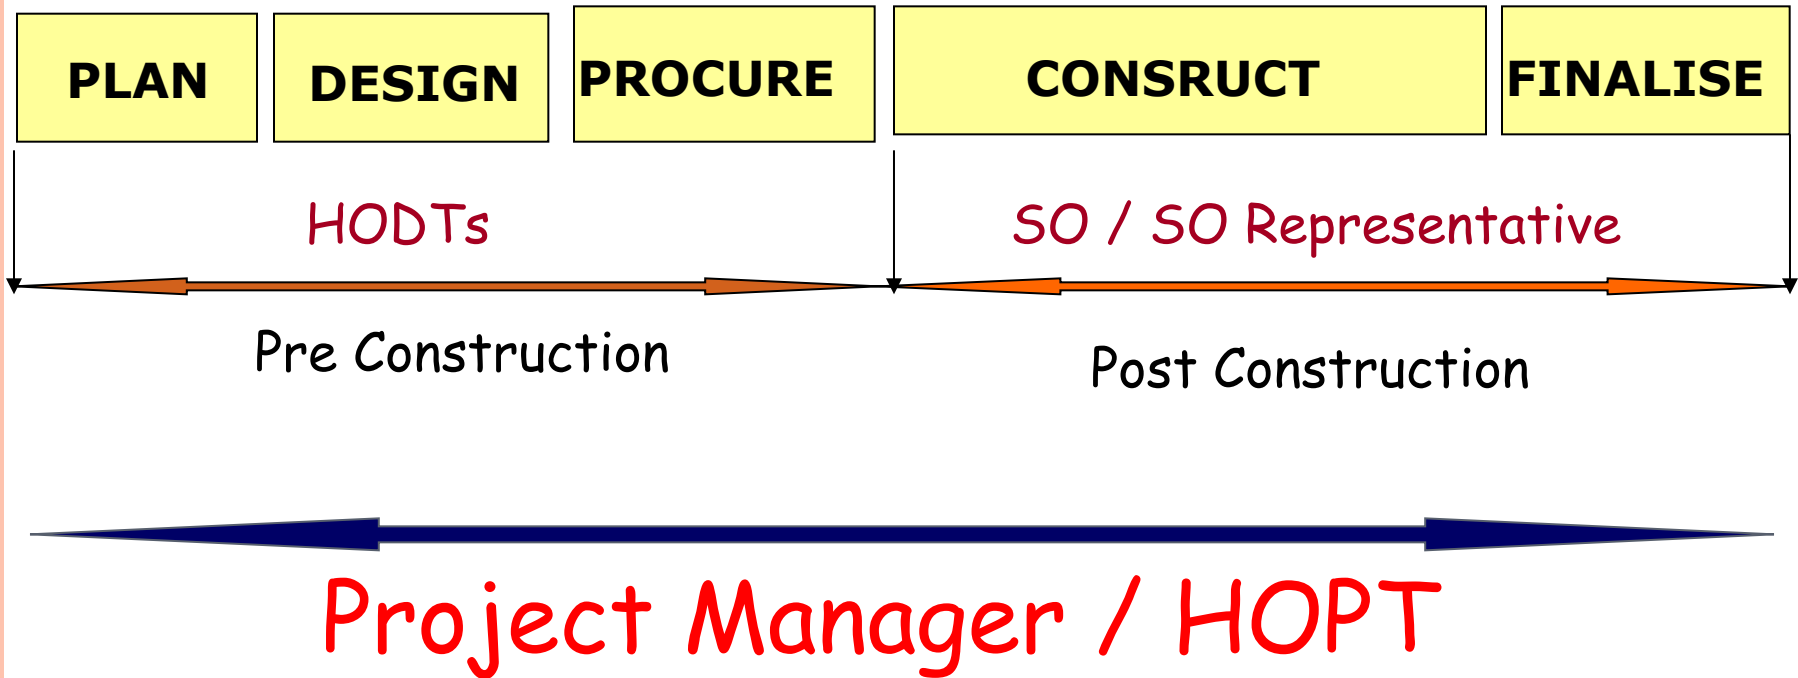 PLAN
DESIGN
PROCURE
CONSRUCT
FINALISE
HODTs
SO / SO Representative
Pre Construction
Post Construction
Project Manager / HOPT